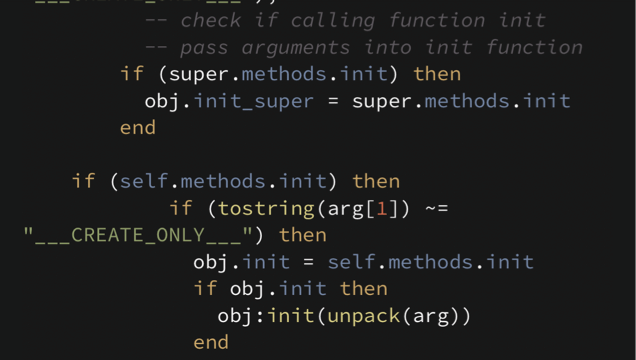 "___CREATE_ONLY___"),
-- check if calling function init
-- pass arguments into init function
if (super.methods.init) then
obj.init_super = super.methods.init
end
if (self.methods.init) then
if (tostring(arg[1]) ~=
"___CREATE_ONLY___") then
obj.init = self.methods.init
if obj.init then
obj:init(unpack(arg))
end